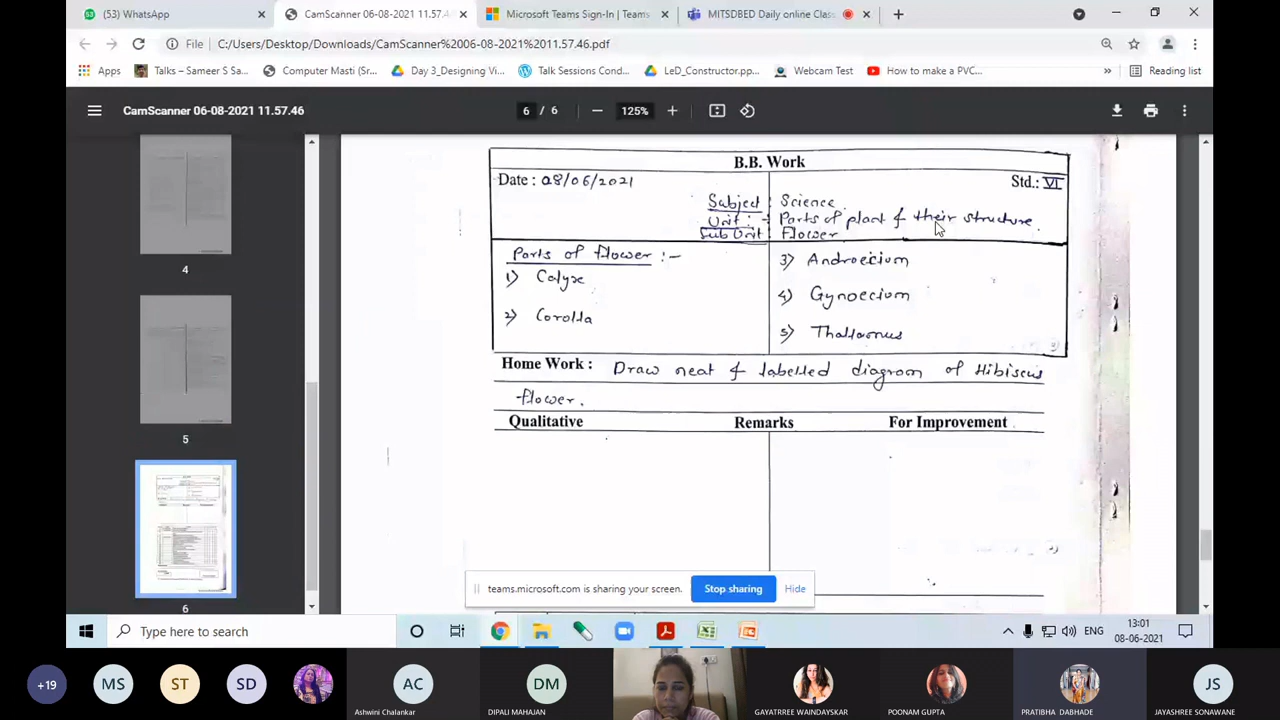 (53) WhatsApp
CamScanner 06-08-2021 11.57.4
Microsoft Teams Sign-In | Teams
MITSDBED Daily online Clas
File C:/Users/Desktop/Downloads/CamScanner%2006-08-2021%2011.57.46.pdf
Apps
Talks – Sameer S Sa...
Computer Masti (Sr...
Day 3_Designing Vi...
Talk Sessions Cond...
LeD_Constructor.pp...
Webcam Test
How to make a PVC...
»
Reading list
CamScanner 06-08-2021 11.57.46
6 / 6
125%
4
5
6
B.B. Work
Date : 08/06/2021
Std.: VI
Subject : Science
Unit : - Parts of plant & their structure.
Sub Unit : Flower
Parts of flower :-
1) Calyx
2) Corolla
3) Androecium
4) Gynoecium
5) Thallamus
Home Work : Draw neat & labelled diagram of Hibiscus
flower.
Qualitative Remarks For Improvement
teams.microsoft.com is sharing your screen.
Stop sharing
Hide
Type here to search
ENG
13:01
08-06-2021
+19
MS
ST
SD
AC
Ashwini Chalankar
DM
DIPALI MAHAJAN
GAYATRREE WAINDAYSKAR
POONAM GUPTA
PRATIBHA DABHADE
JS
JAYASHREE SONAWANE